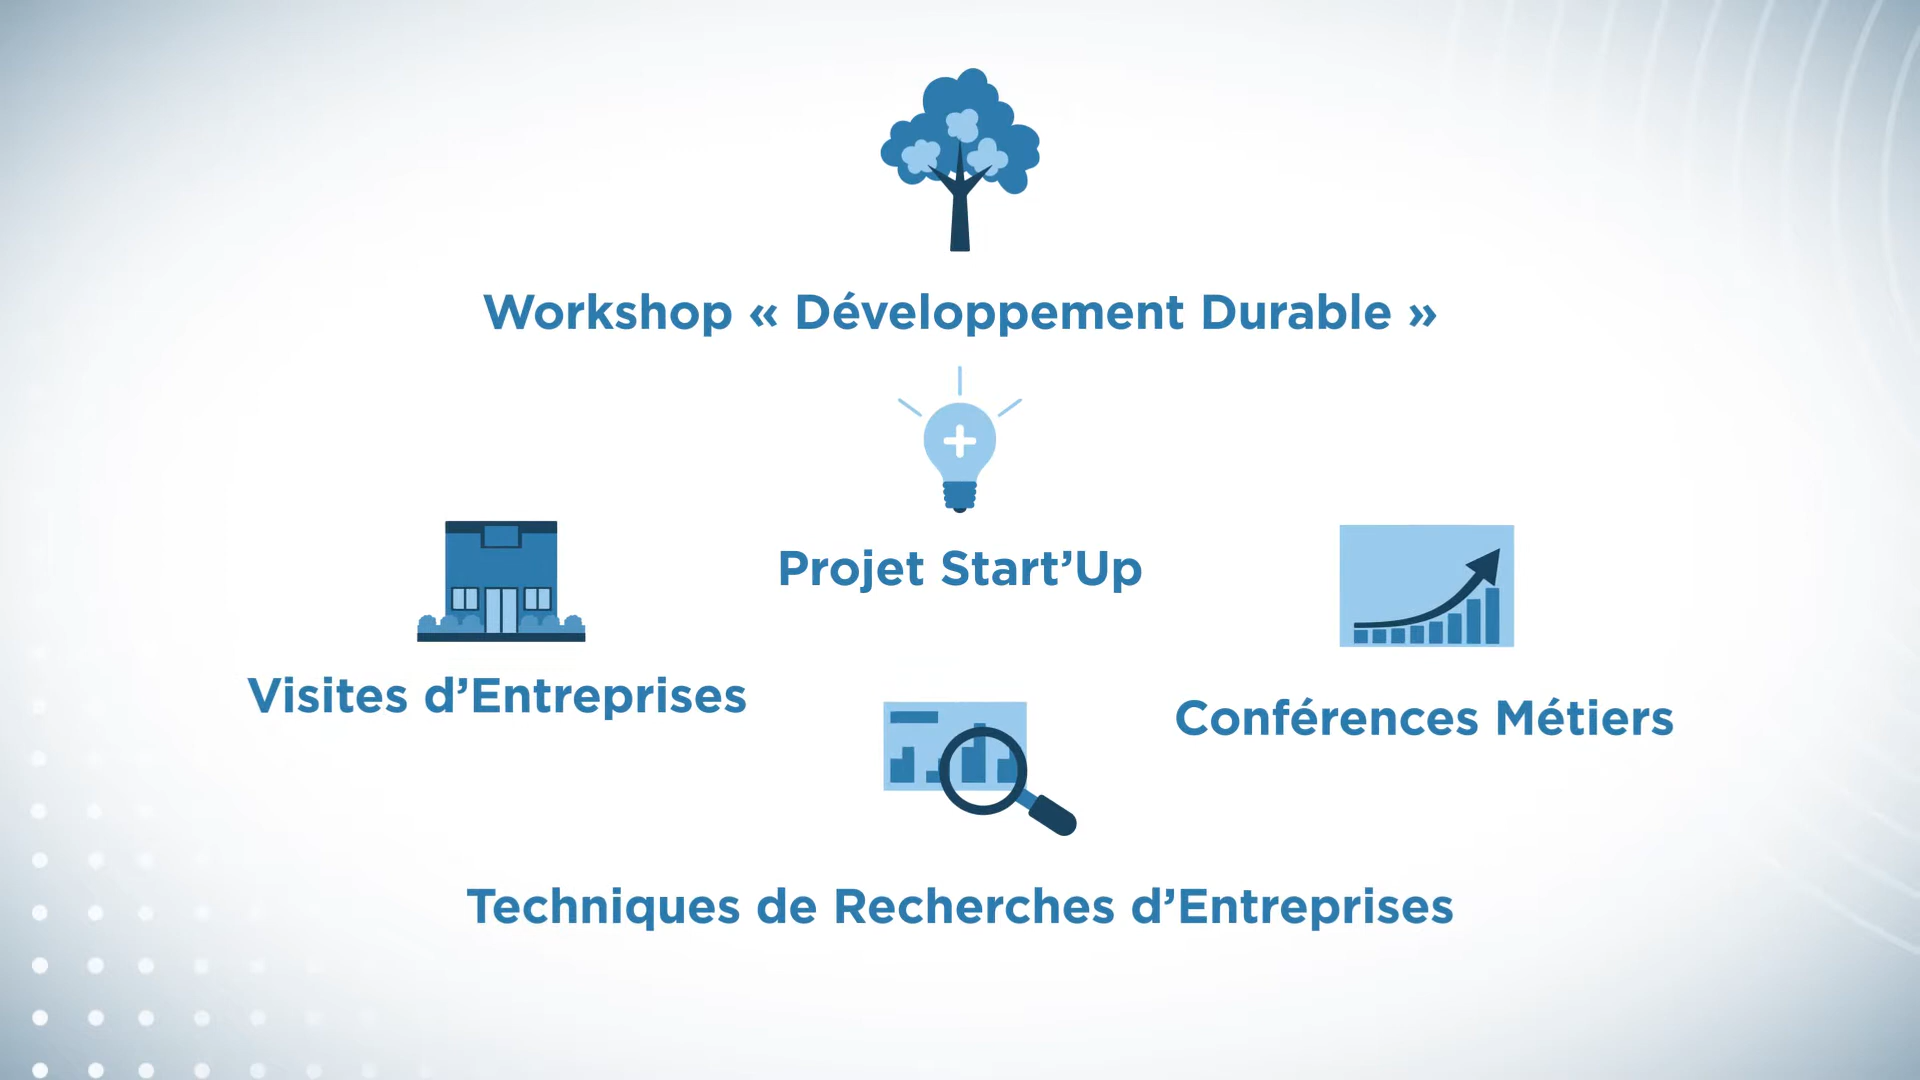 Workshop « Développement Durable »
Projet Start’Up
Visites d’Entreprises
Conférences Métiers
Techniques de Recherches d’Entreprises